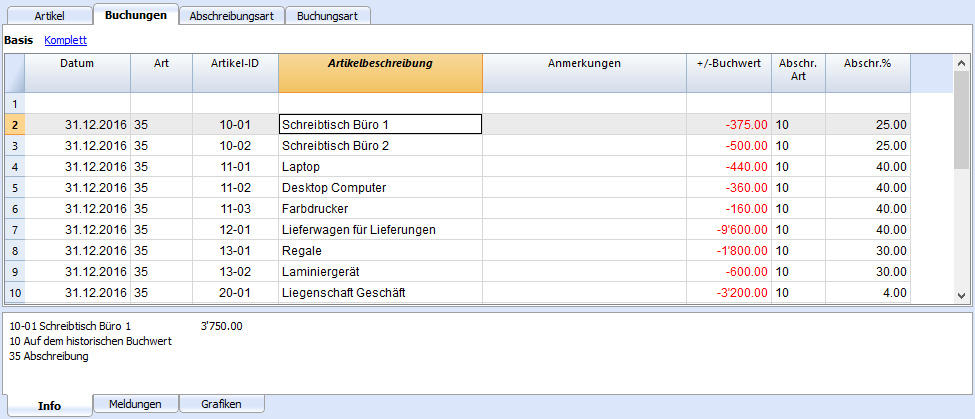 Artikel Buchungen Abschreibungsart Buchungsart
Basis Komplett
Datum Art Artikel-ID Artikelbeschreibung Anmerkungen +/-Buchwert Abschr. Art Abschr.%
1
2 31.12.2016 35 10-01 Schreibtisch Büro 1 -375.00 10 25.00
3 31.12.2016 35 10-02 Schreibtisch Büro 2 -500.00 10 25.00
4 31.12.2016 35 11-01 Laptop -440.00 10 40.00
5 31.12.2016 35 11-02 Desktop Computer -360.00 10 40.00
6 31.12.2016 35 11-03 Farbdrucker -160.00 10 40.00
7 31.12.2016 35 12-01 Lieferwagen für Lieferungen -9'600.00 10 40.00
8 31.12.2016 35 13-01 Regale -1'800.00 10 30.00
9 31.12.2016 35 13-02 Laminiergerät -600.00 10 30.00
10 31.12.2016 35 20-01 Liegenschaft Geschäft -3'200.00 10 4.00
10-01 Schreibtisch Büro 1 3'750.00
10 Auf dem historischen Buchwert
35 Abschreibung
Info Meldungen Grafiken